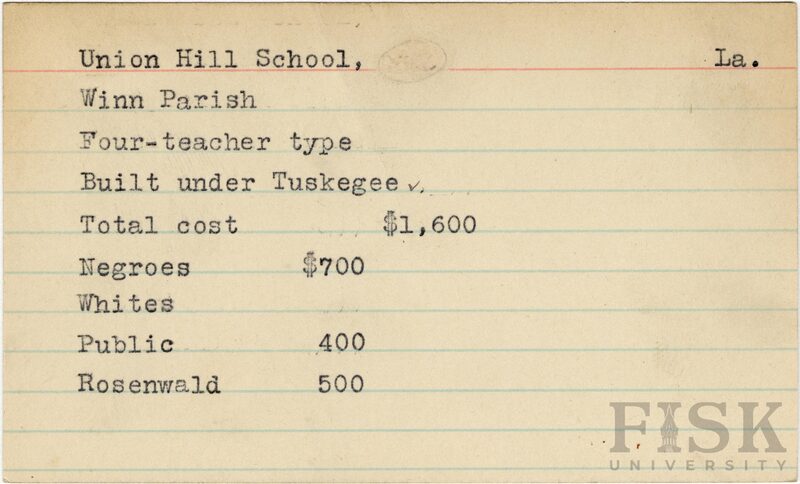 Union Hill School, La.
Winn Parish
Four-teacher type
Built under Tuskegee ✓.
Total cost $1,600
Negroes $700
Whites
Public 400
Rosenwald 500
FISK
UNIVERSITY